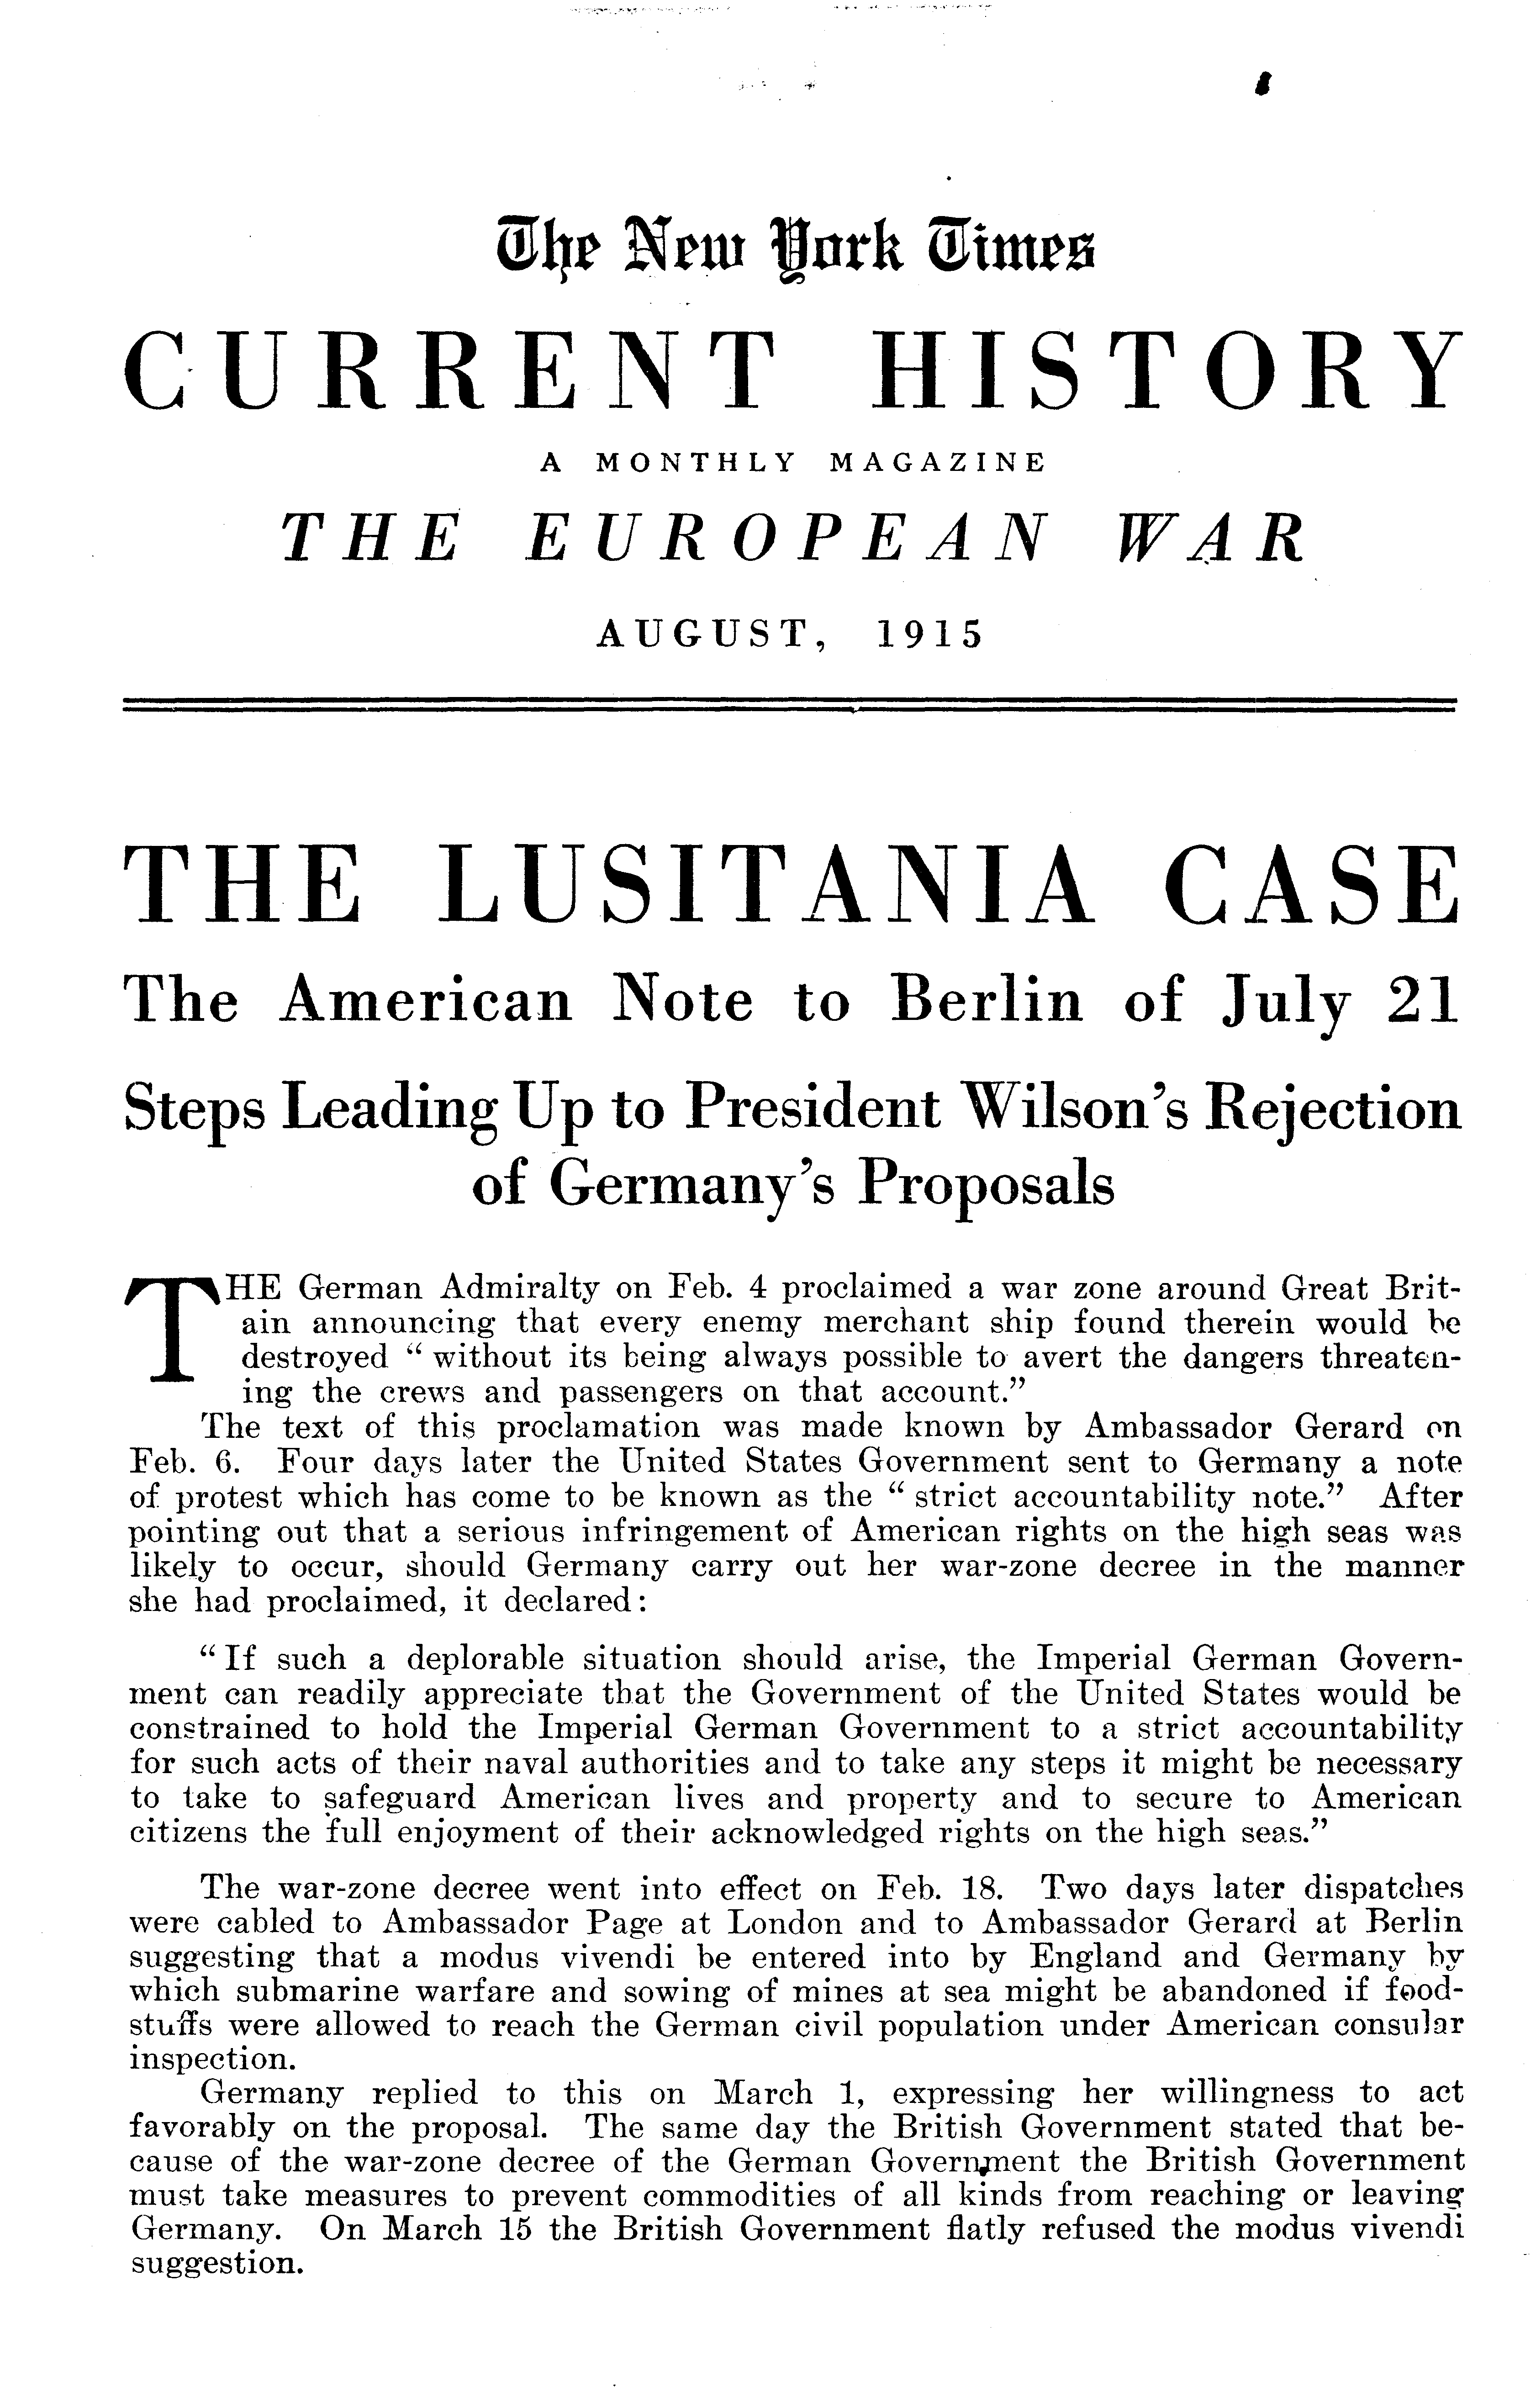 The New York Times
CURRENT HISTORY
A MONTHLY MAGAZINE
THE EUROPEAN WAR
AUGUST, 1915
THE LUSITANIA CASE
The American Note to Berlin of July 21
Steps Leading Up to President Wilson's Rejection
of Germany's Proposals
THE German Admiralty on Feb. 4 proclaimed a war zone around Great Brit-
ain announcing that every enemy merchant ship found therein would be
destroyed " without its being always possible to avert the dangers threaten-
ing the crews and passengers on that account."
The text of this proclamation was made known by Ambassador Gerard on
Feb. 6. Four days later the United States Government sent to Germany a note
of protest which has come to be known as the " strict accountability note." After
pointing out that a serious infringement of American rights on the high seas was
likely to occur, should Germany carry out her war-zone decree in the manner
she had proclaimed, it declared:
" If such a deplorable situation should arise, the Imperial German Govern-
ment can readily appreciate that the Government of the United States would be
constrained to hold the Imperial German Government to a strict accountability
for such acts of their naval authorities and to take any steps it might be necessary
to take to safeguard American lives and property and to secure to American
citizens the full enjoyment of their acknowledged rights on the high seas."
The war-zone decree went into effect on Feb. 18. Two days later dispatches
were cabled to Ambassador Page at London and to Ambassador Gerard at Berlin
suggesting that a modus vivendi be entered into by England and Germany by
which submarine warfare and sowing of mines at sea might be abandoned if food-
stuffs were allowed to reach the German civil population under American consular
inspection.
Germany replied to this on March 1, expressing her willingness to act
favorably on the proposal. The same day the British Government stated that be-
cause of the war-zone decree of the German Government the British Government
must take measures to prevent commodities of all kinds from reaching or leaving
Germany. On March 15 the British Government flatly refused the modus vivendi
suggestion.